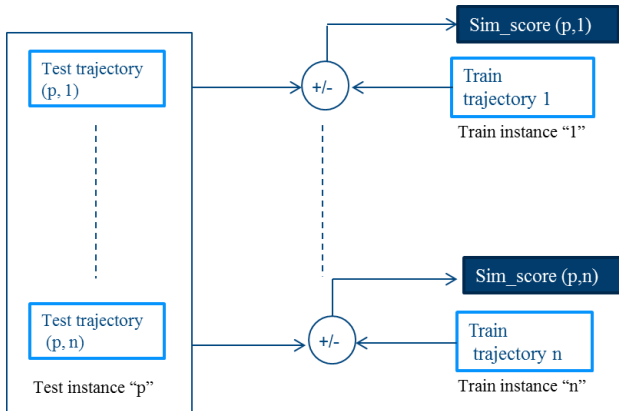 Sim_score (p,1)
Test trajectory
(p, 1)
+/-
Train
trajectory 1
Train instance “1”
Sim_score (p,n)
Test trajectory
(p, n)
+/-
Train
trajectory n
Test instance “p”
Train instance “n”